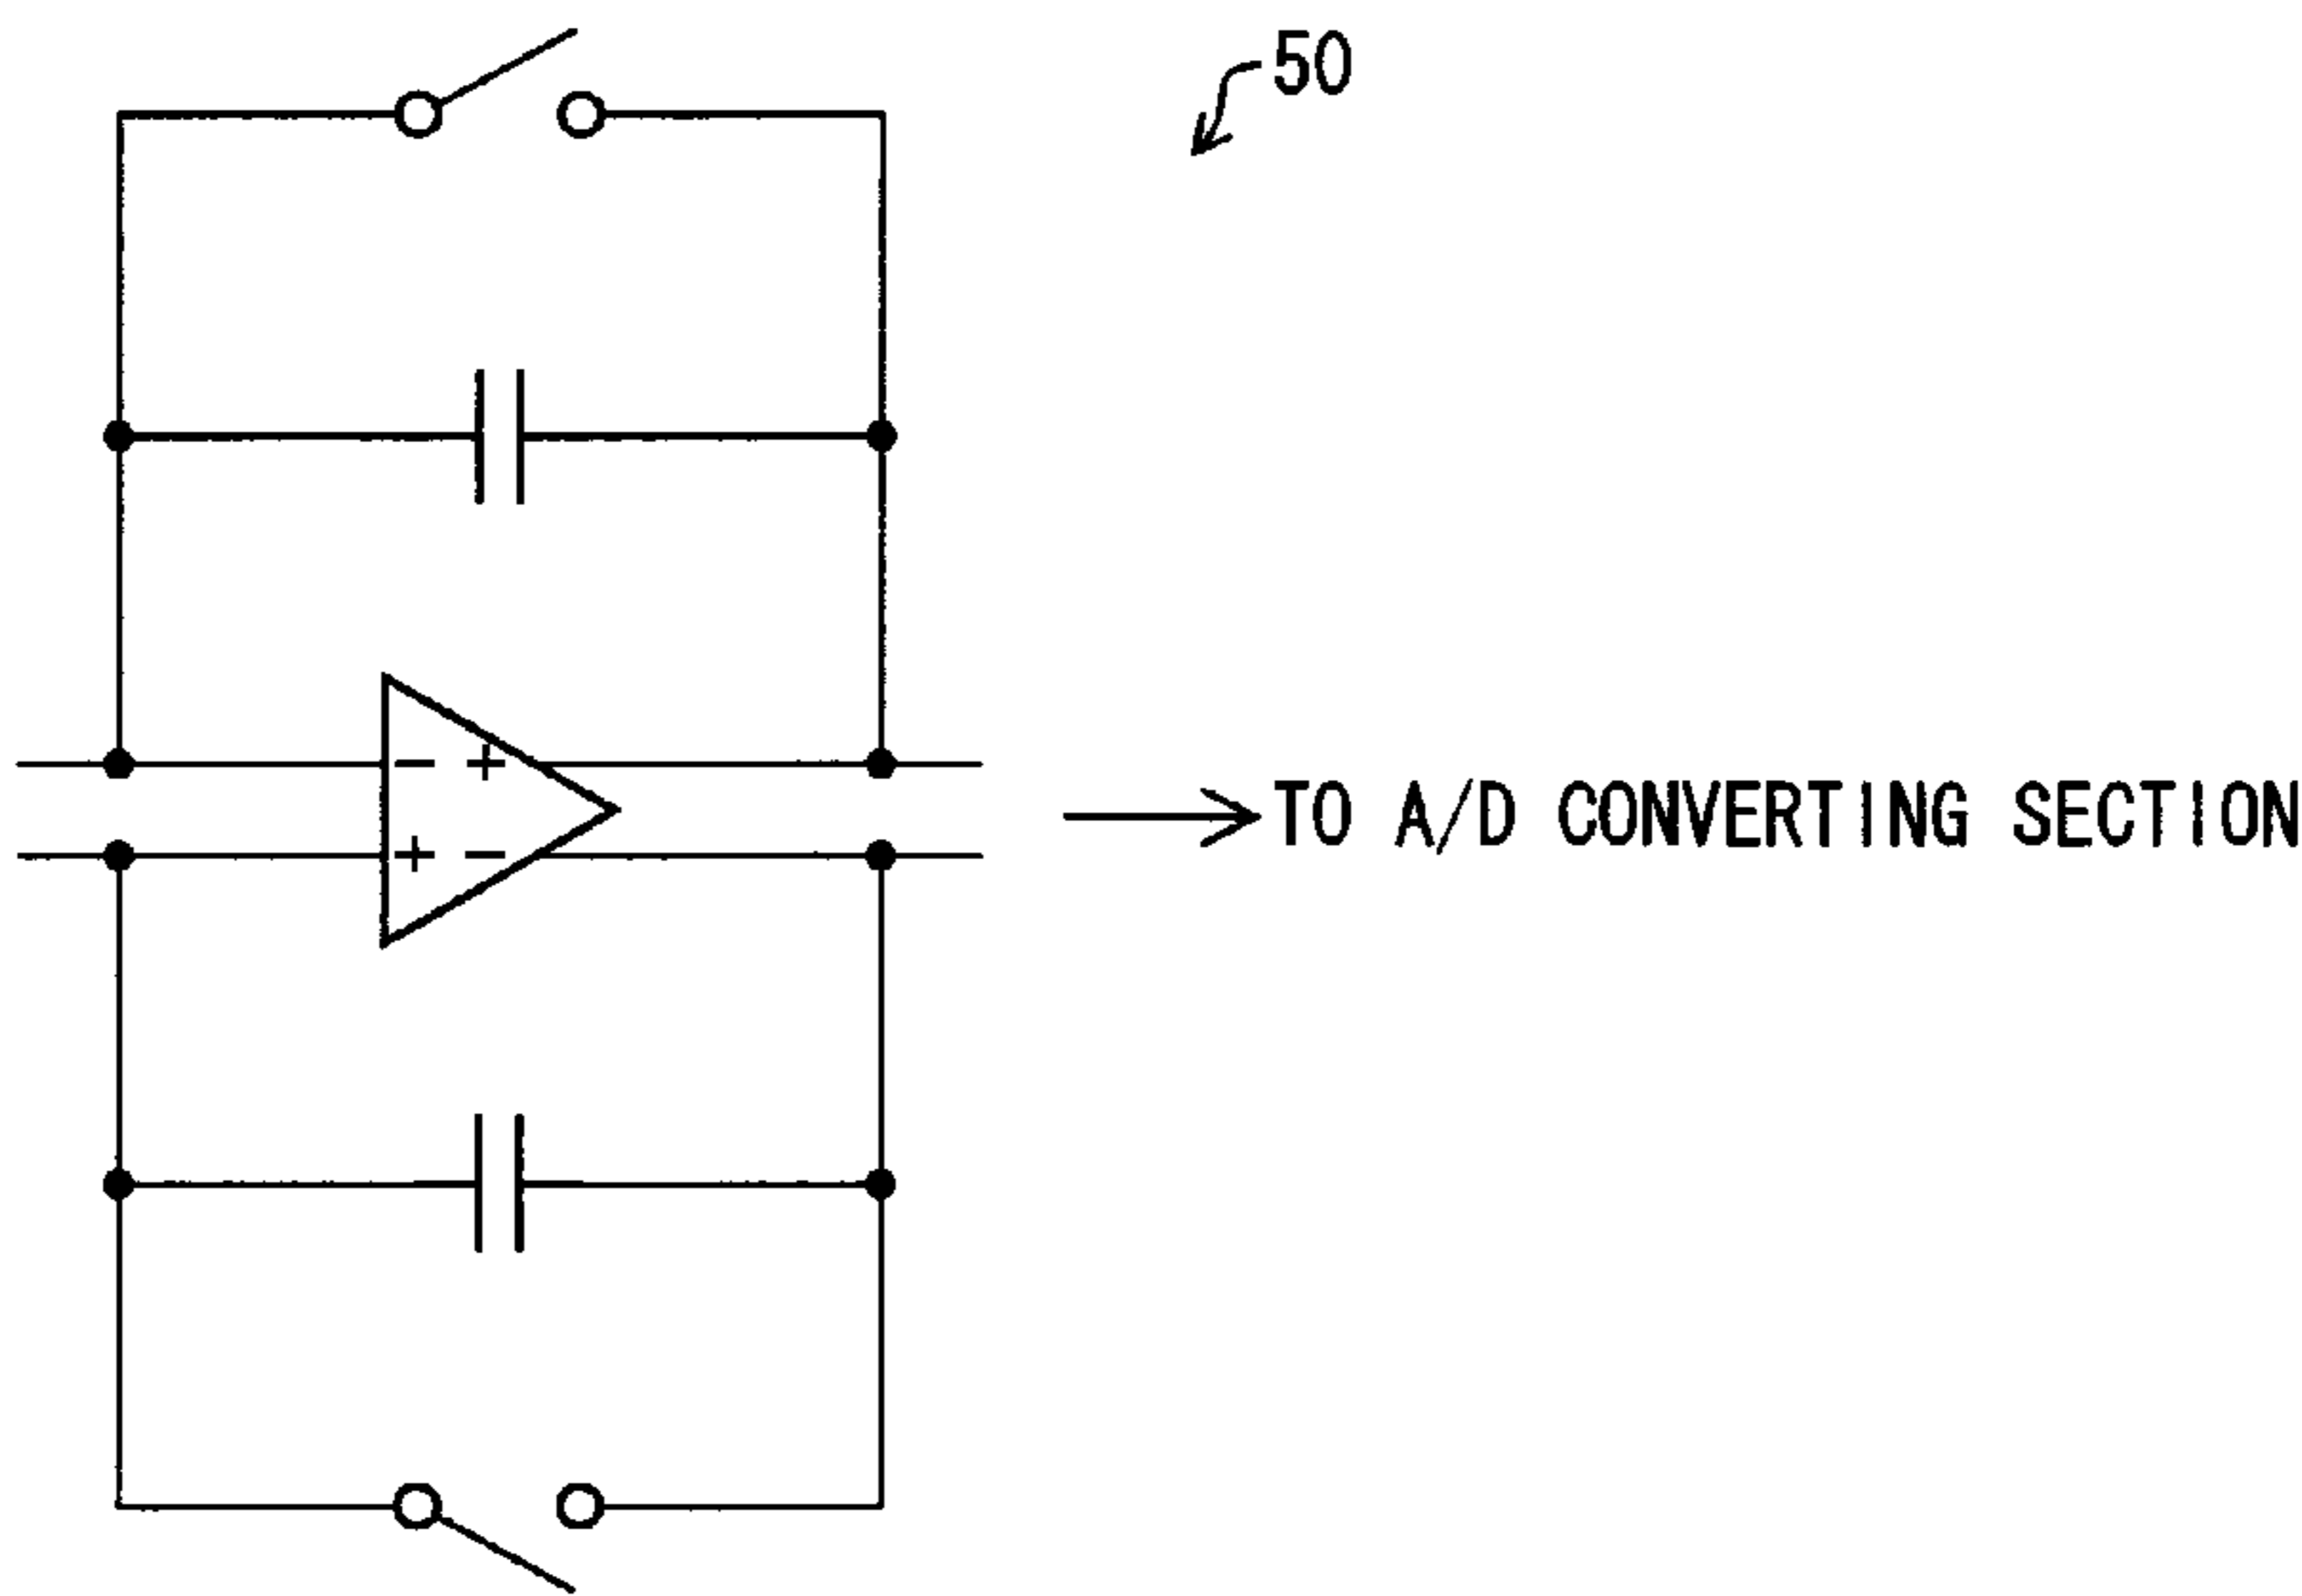 50
− +
+ −
TO A/D CONVERTING SECTION